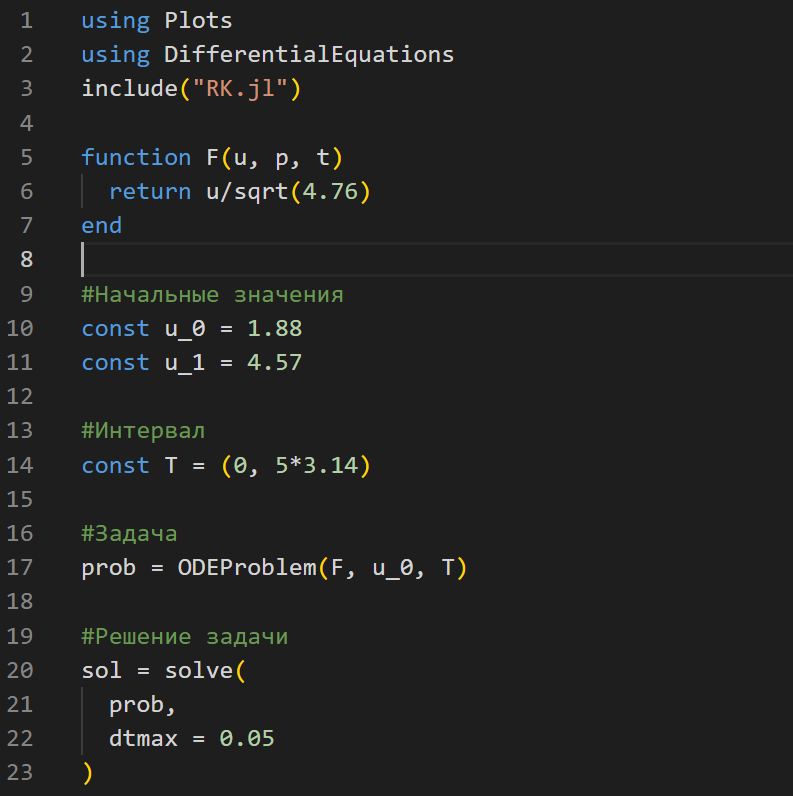 1 using Plots
2 using DifferentialEquations
3 include("RK.jl")
4
5 function F(u, p, t)
6 return u/sqrt(4.76)
7 end
8
9 #Начальные значения
10 const u_0 = 1.88
11 const u_1 = 4.57
12
13 #Интервал
14 const T = (0, 5*3.14)
15
16 #Задача
17 prob = ODEProblem(F, u_0, T)
18
19 #Решение задачи
20 sol = solve(
21 prob,
22 dtmax = 0.05
23 )